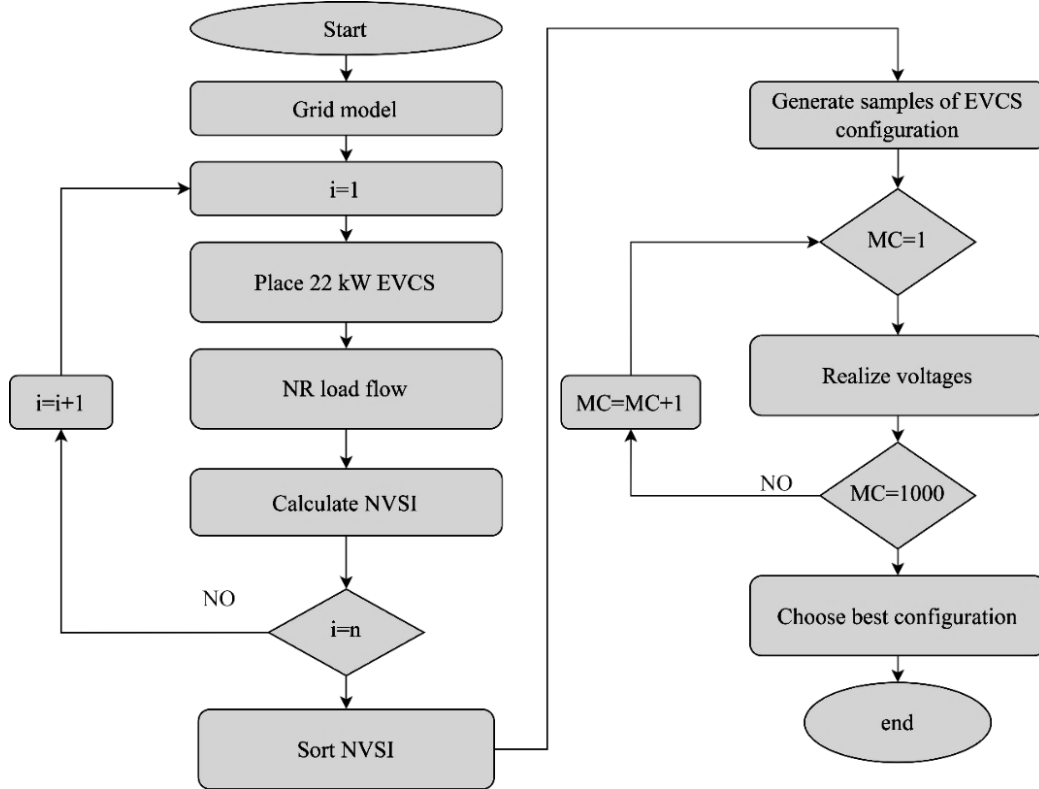 Start
Grid model
i=1
Place 22 kW EVCS
NR load flow
i=i+1
Calculate NVSI
NO
i=n
Sort NVSI
Generate samples of EVCS
configuration
MC=1
Realize voltages
MC=MC+1
NO
MC=1000
Choose best configuration
end